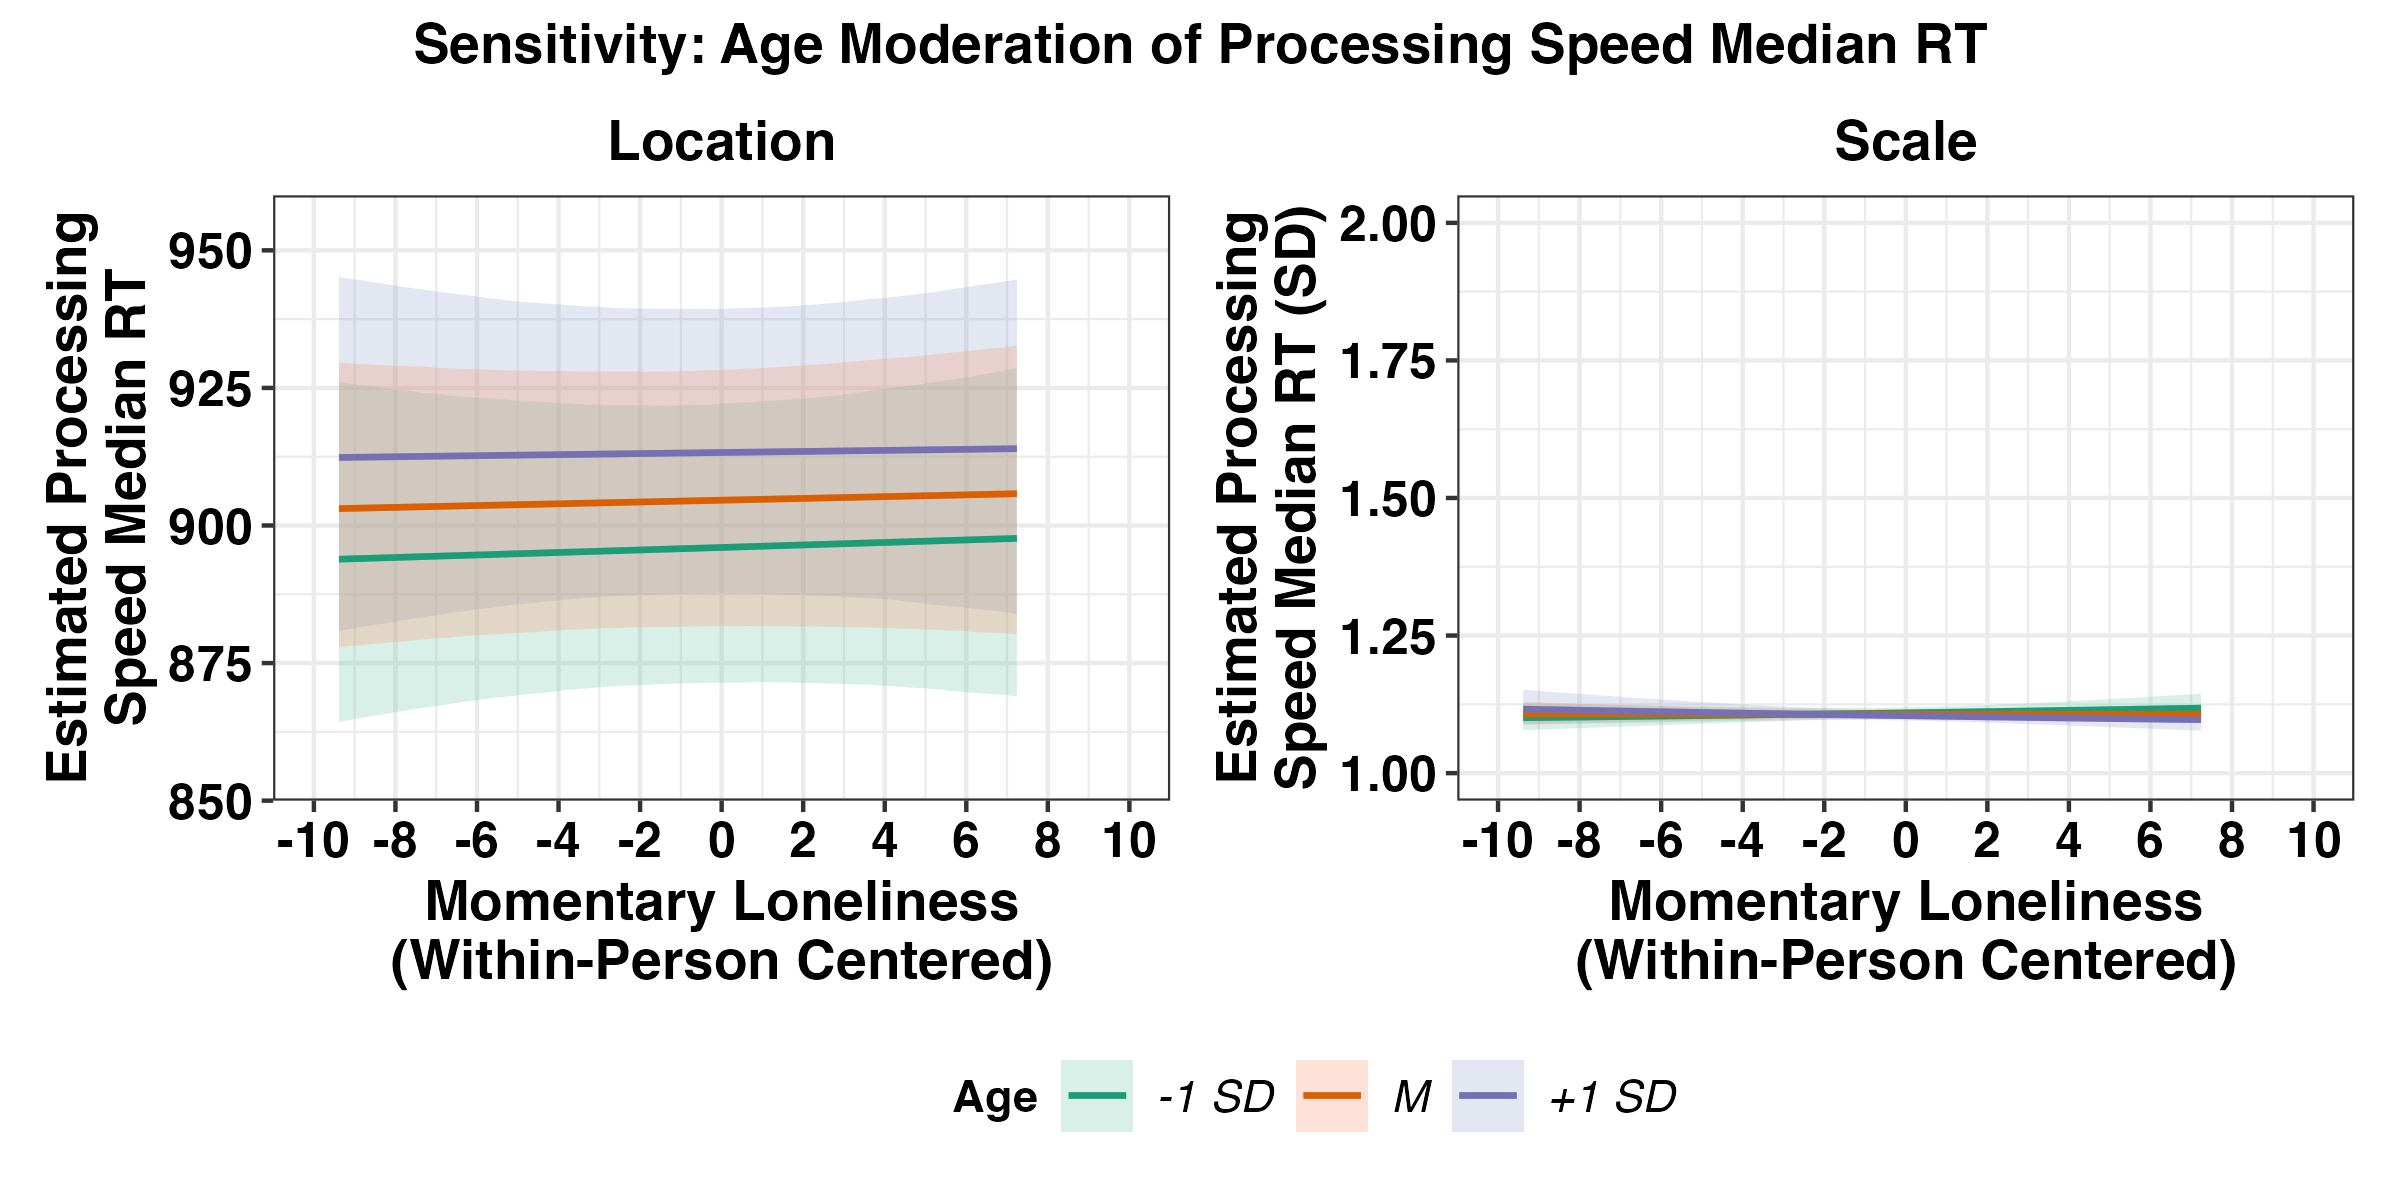 Sensitivity: Age Moderation of Processing Speed Median RT
Location
Estimated Processing
Speed Median RT
950
925
900
875
850
-10 -8 -6 -4 -2 0 2 4 6 8 10
Momentary Loneliness
(Within-Person Centered)
Scale
Estimated Processing
Speed Median RT (SD)
2.00
1.75
1.50
1.25
1.00
-10 -8 -6 -4 -2 0 2 4 6 8 10
Momentary Loneliness
(Within-Person Centered)
Age -1 SD M +1 SD